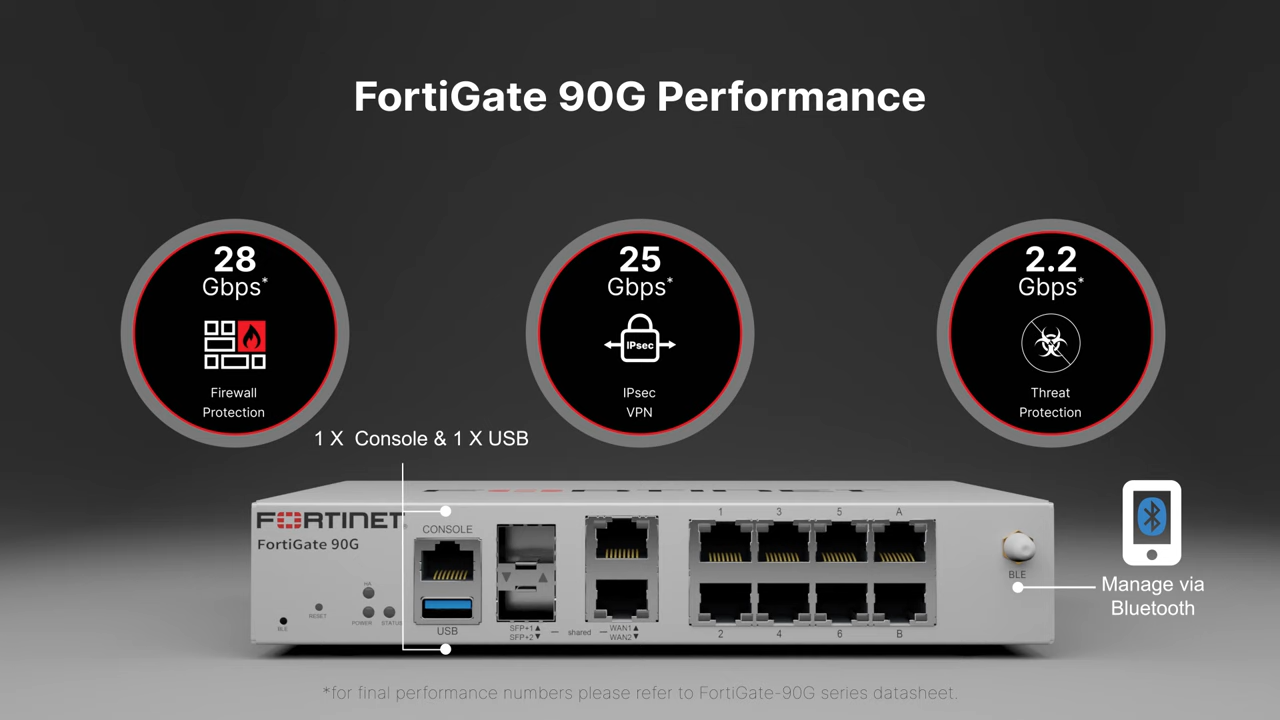 FortiGate 90G Performance
28
Gbps*
Firewall
Protection
25
Gbps*
IPsec
IPsec
VPN
2.2
Gbps*
Threat
Protection
1 X Console & 1 X USB
FORTINET
FORTINET
FortiGate 90G
CONSOLE
USB
HA
RESET
POWER
STATUS
BLE
SFP+1▲
SFP+2▼
shared
WAN1▲
WAN2▼
1 3 5 A
2 4 6 B
BLE
Manage via
Bluetooth
*for final performance numbers please refer to FortiGate-90G series datasheet.